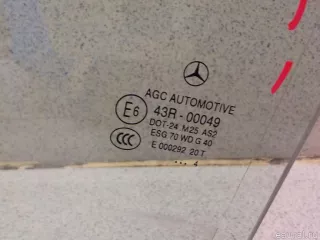 AGC AUTOMOTIVE
E6 43R-00049
DOT-24 M25 AS2
CCC ESG 70 WD G 40
E 000292 20 T